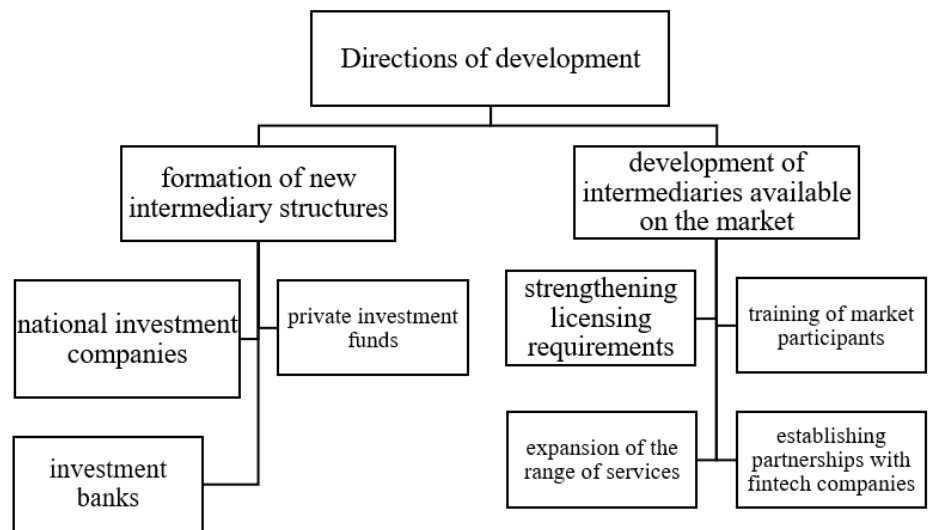 Directions of development
formation of new
intermediary structures
development of
intermediaries available
on the market
national investment
companies
private investment
funds
investment
banks
strengthening
licensing
requirements
training of market
participants
expansion of the
range of services
establishing
partnerships with
fintech companies